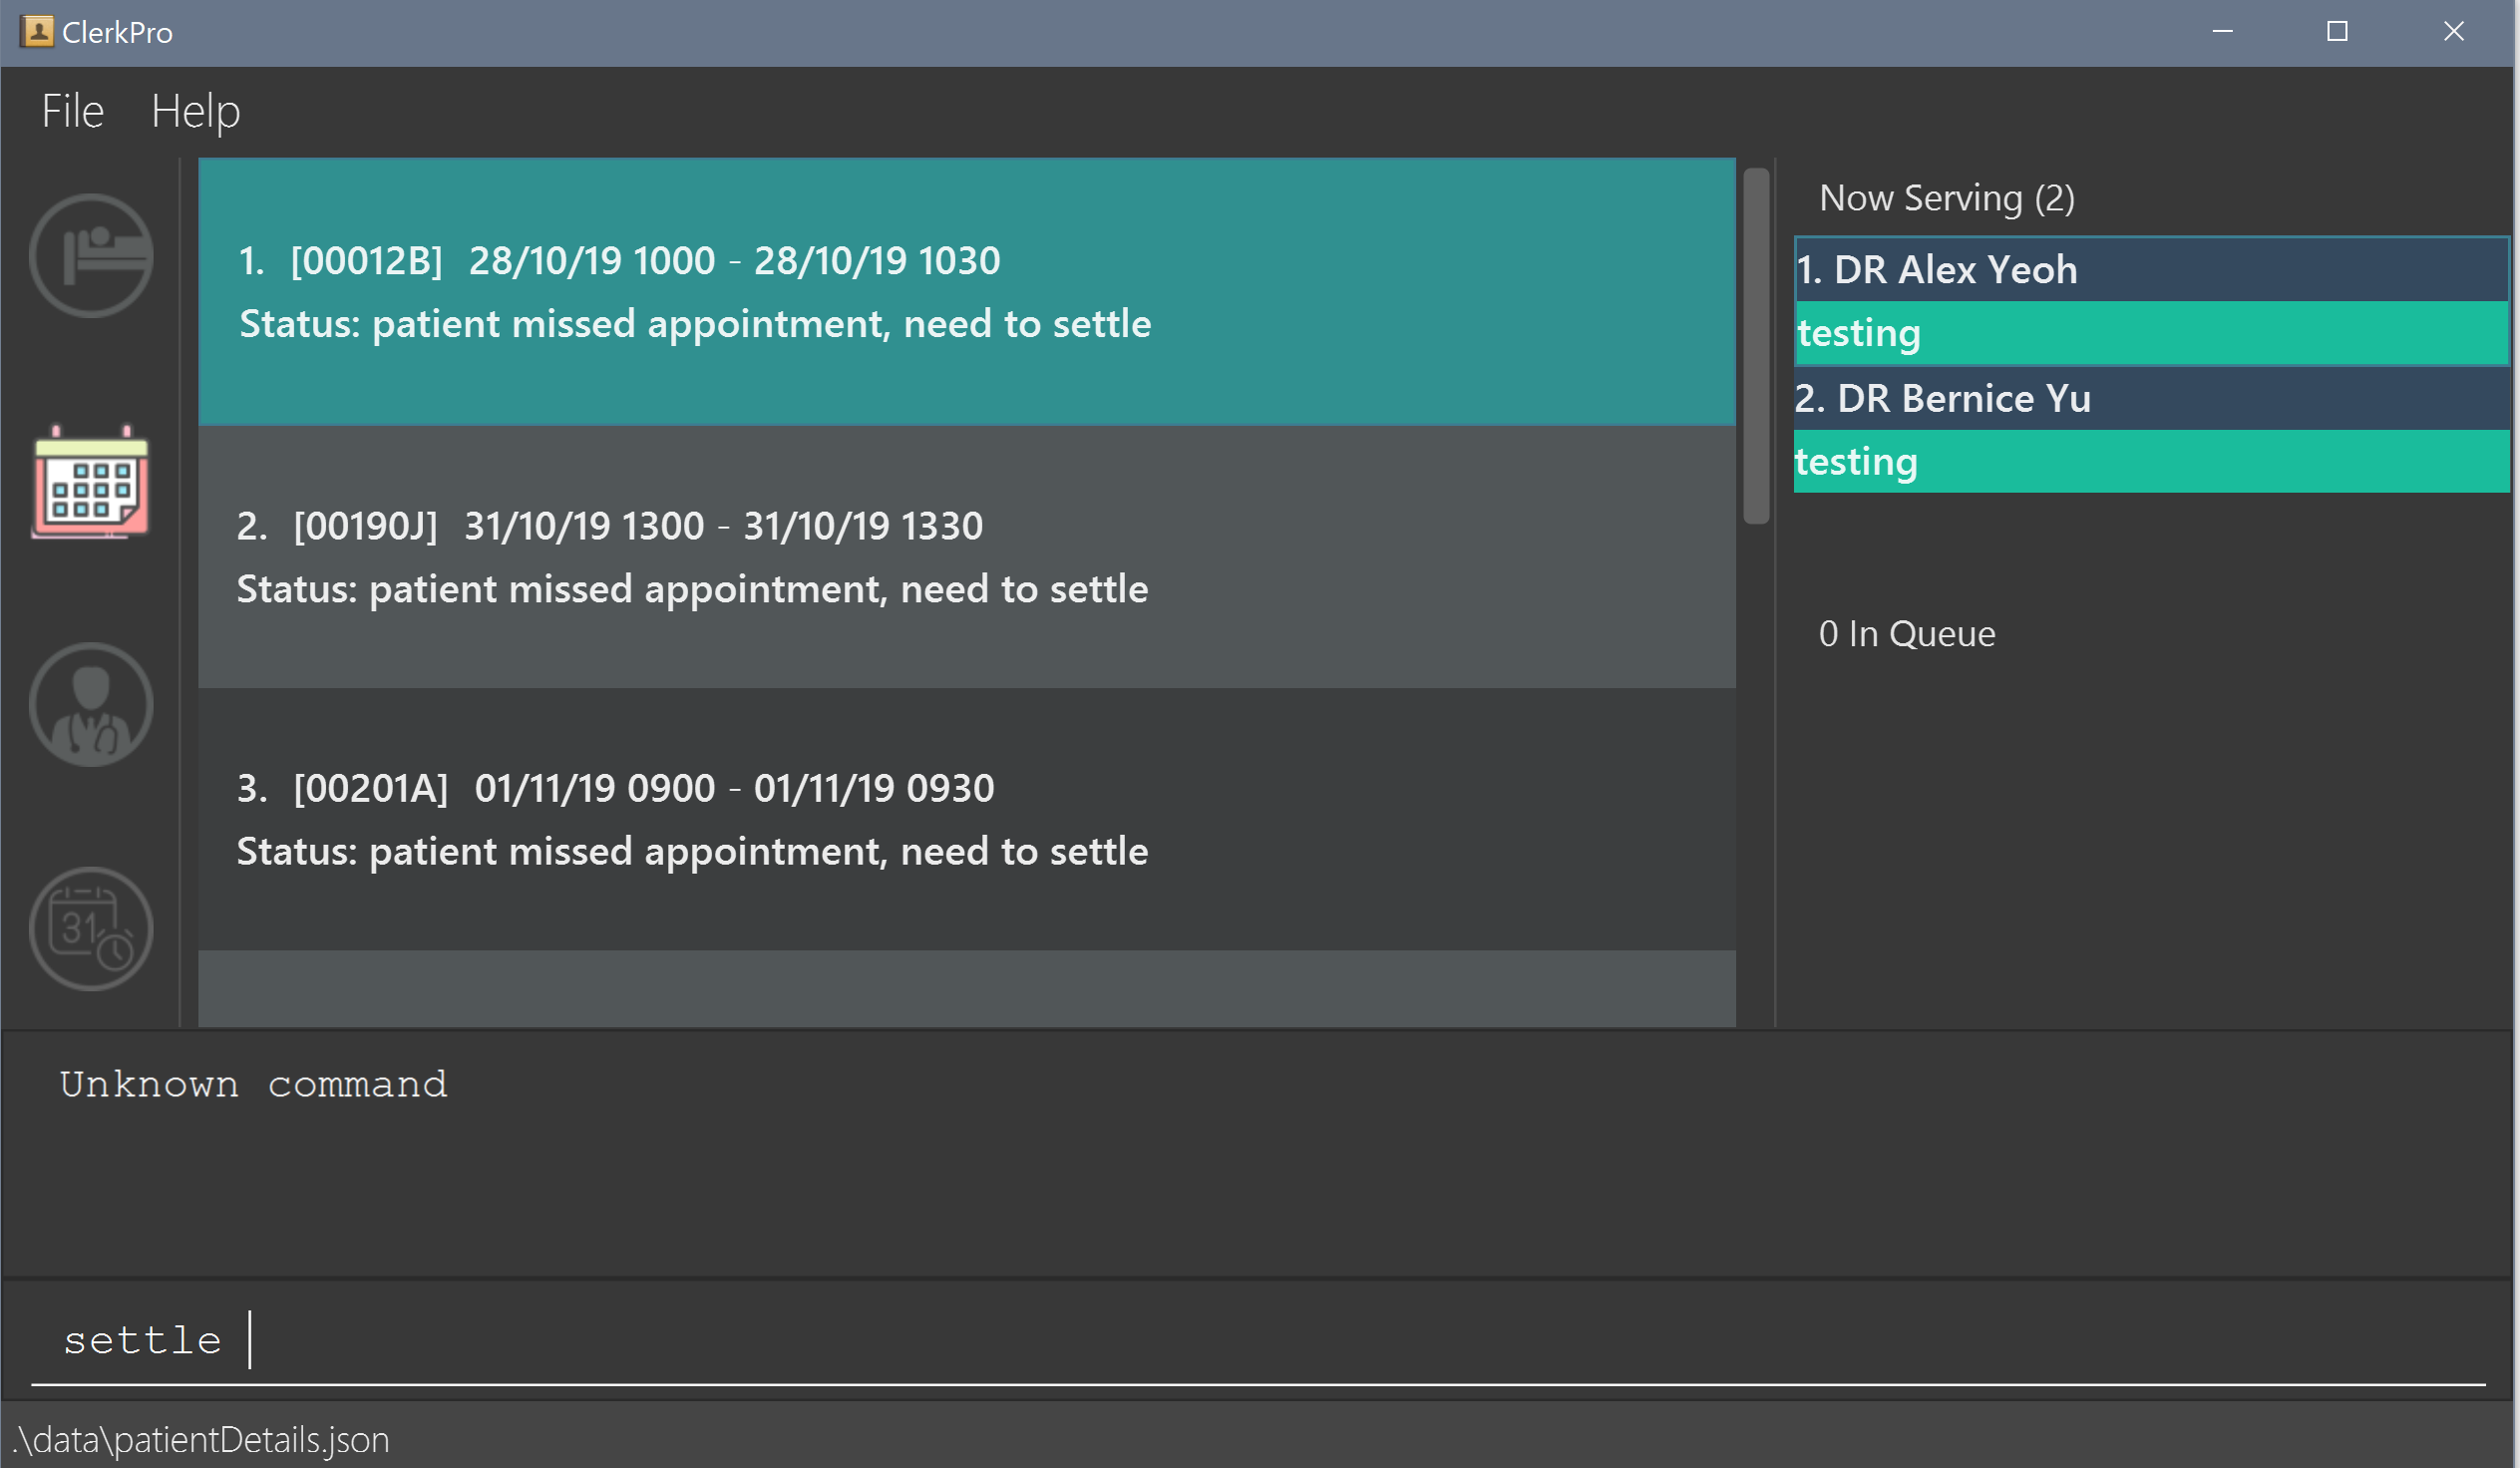 ClerkPro
File Help
1. [00012B] 28/10/19 1000 - 28/10/19 1030
Status: patient missed appointment, need to settle
2. [00190J] 31/10/19 1300 - 31/10/19 1330
Status: patient missed appointment, need to settle
3. [00201A] 01/11/19 0900 - 01/11/19 0930
Status: patient missed appointment, need to settle
31
Now Serving (2)
1. DR Alex Yeoh
testing
2. DR Bernice Yu
testing
0 In Queue
Unknown command
settle
.\data\patientDetails.json